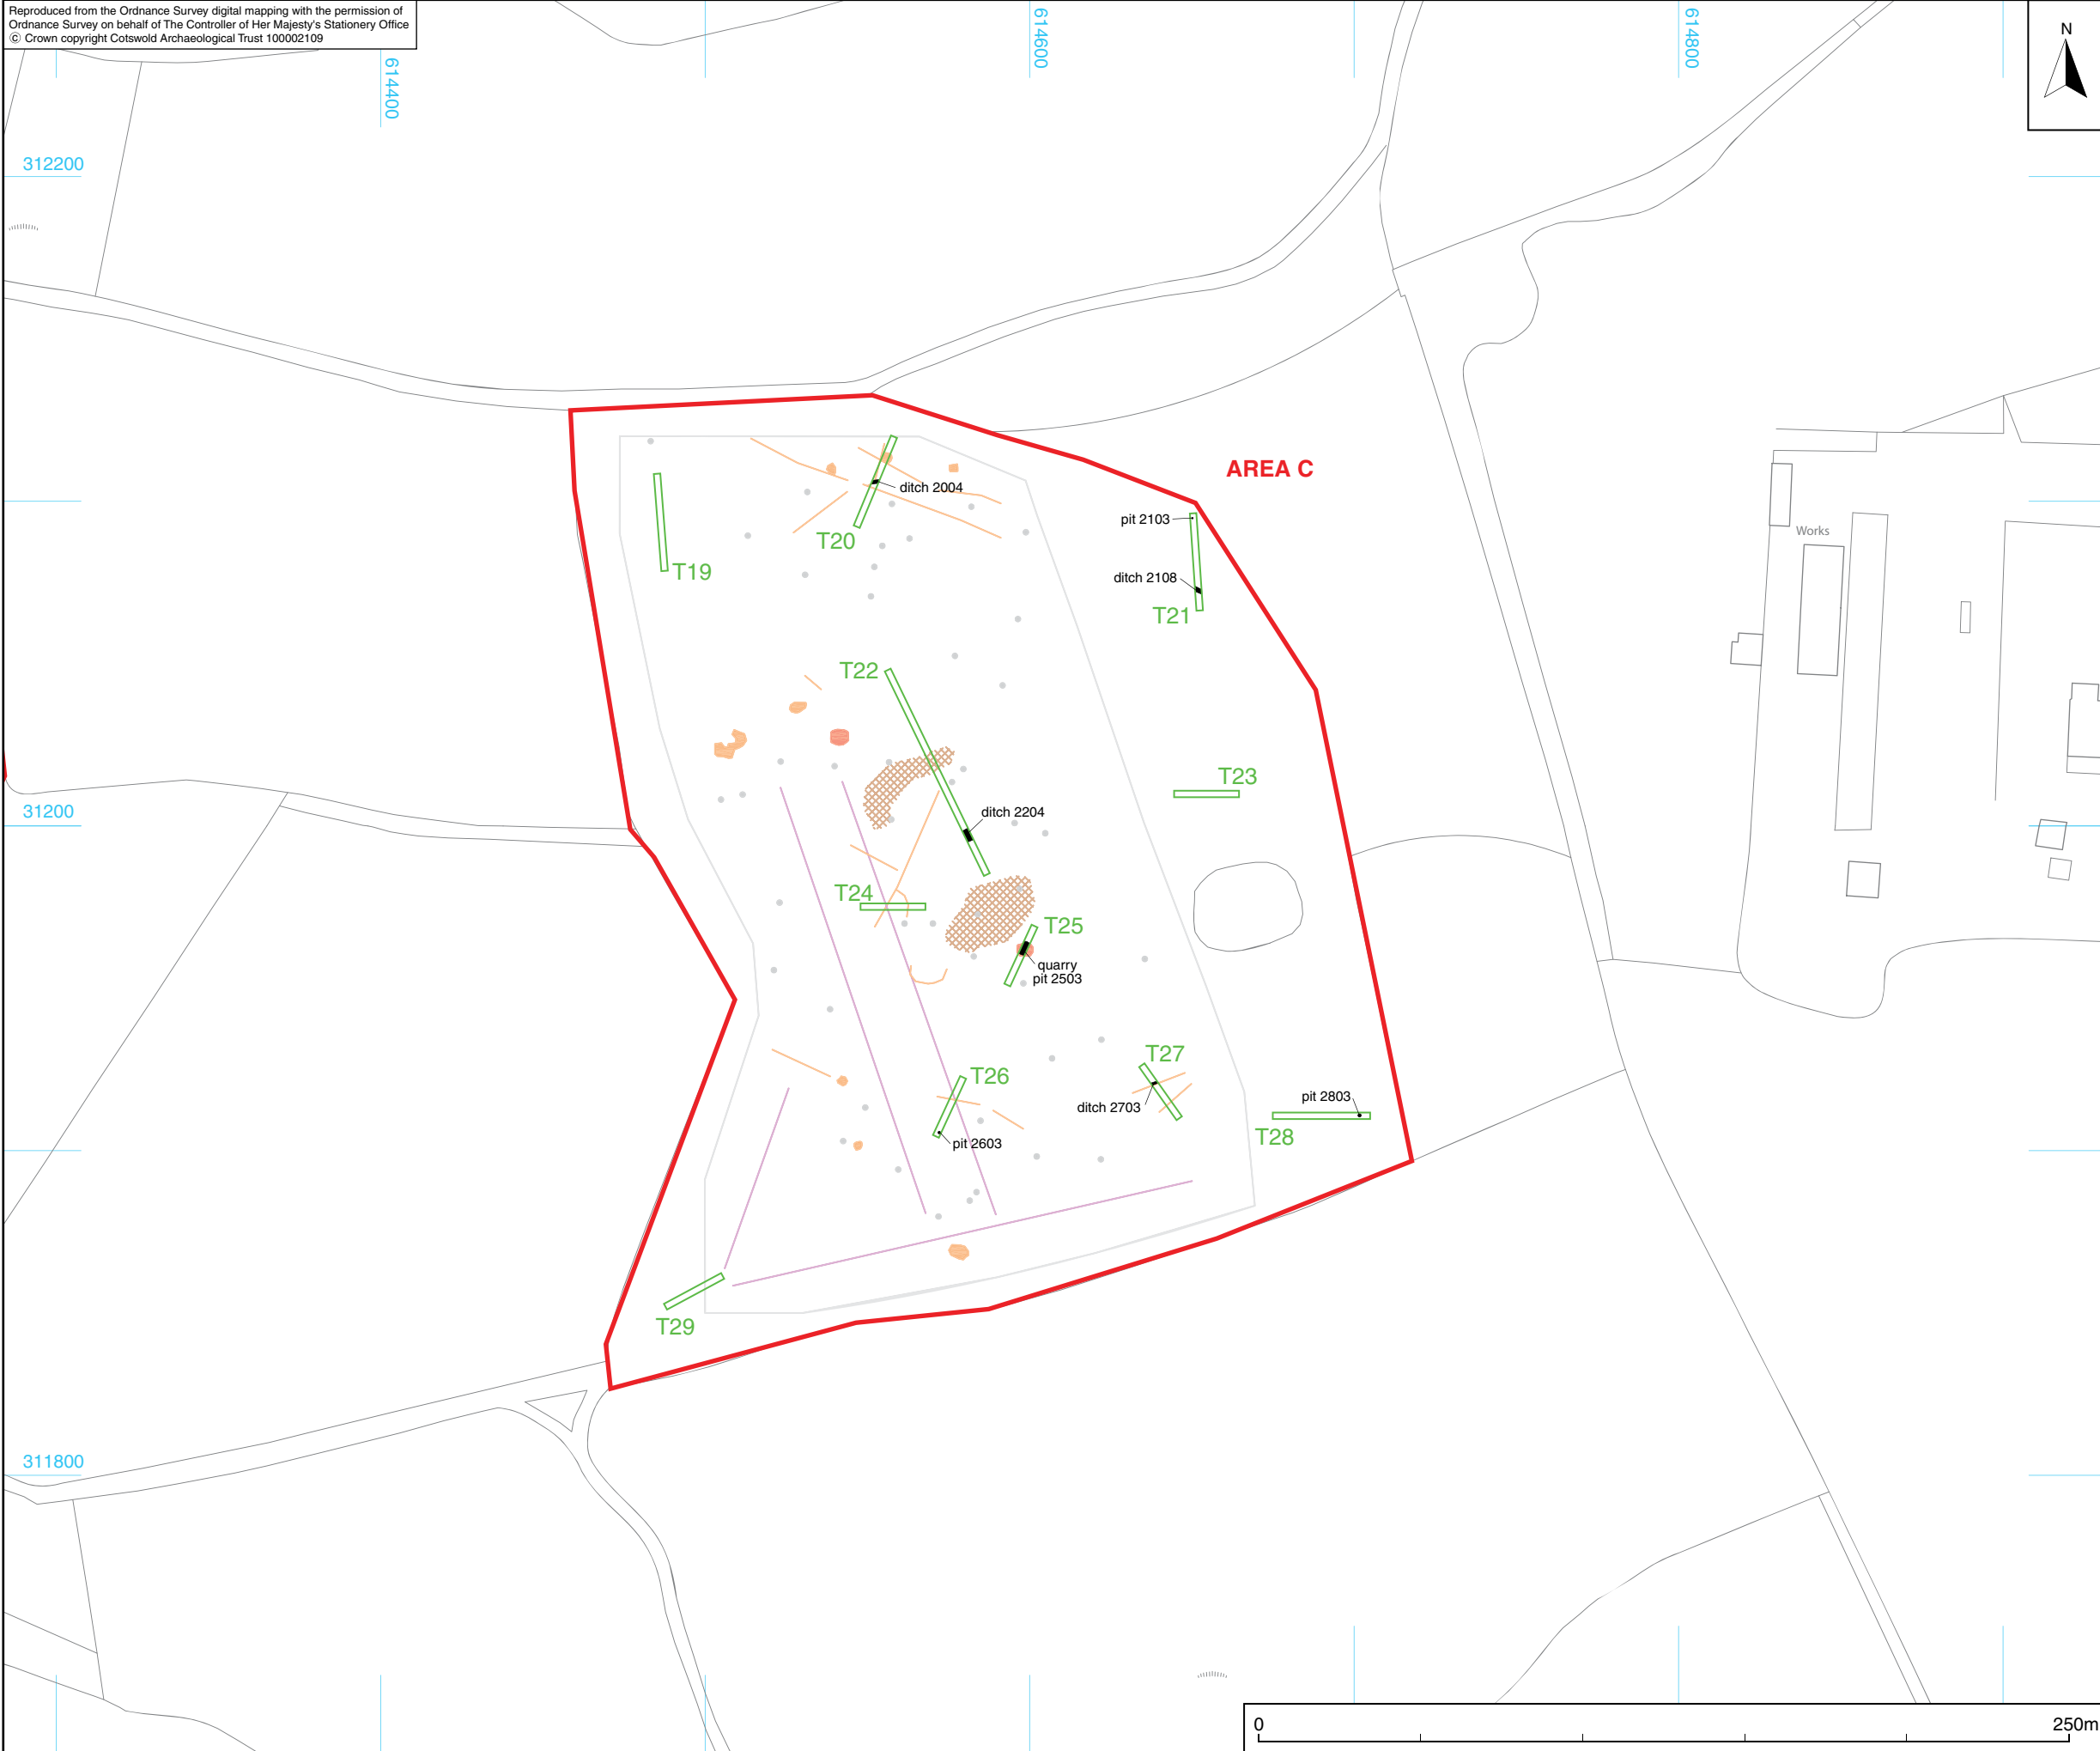 Reproduced from the Ordnance Survey digital mapping with the permission of
Ordnance Survey on behalf of The Controller of Her Majesty's Stationery Office
© Crown copyright Cotswold Archaeological Trust 100002109
614400
614600
614800
N
312200
AREA C
ditch 2004
pit 2103
T20
Works
T19
ditch 2108
T21
T22
T23
31200
ditch 2204
T24
T25
quarry
pit 2503
T27
T26
pit 2803
ditch 2703
T28
pit 2603
T29
311800
0
250m